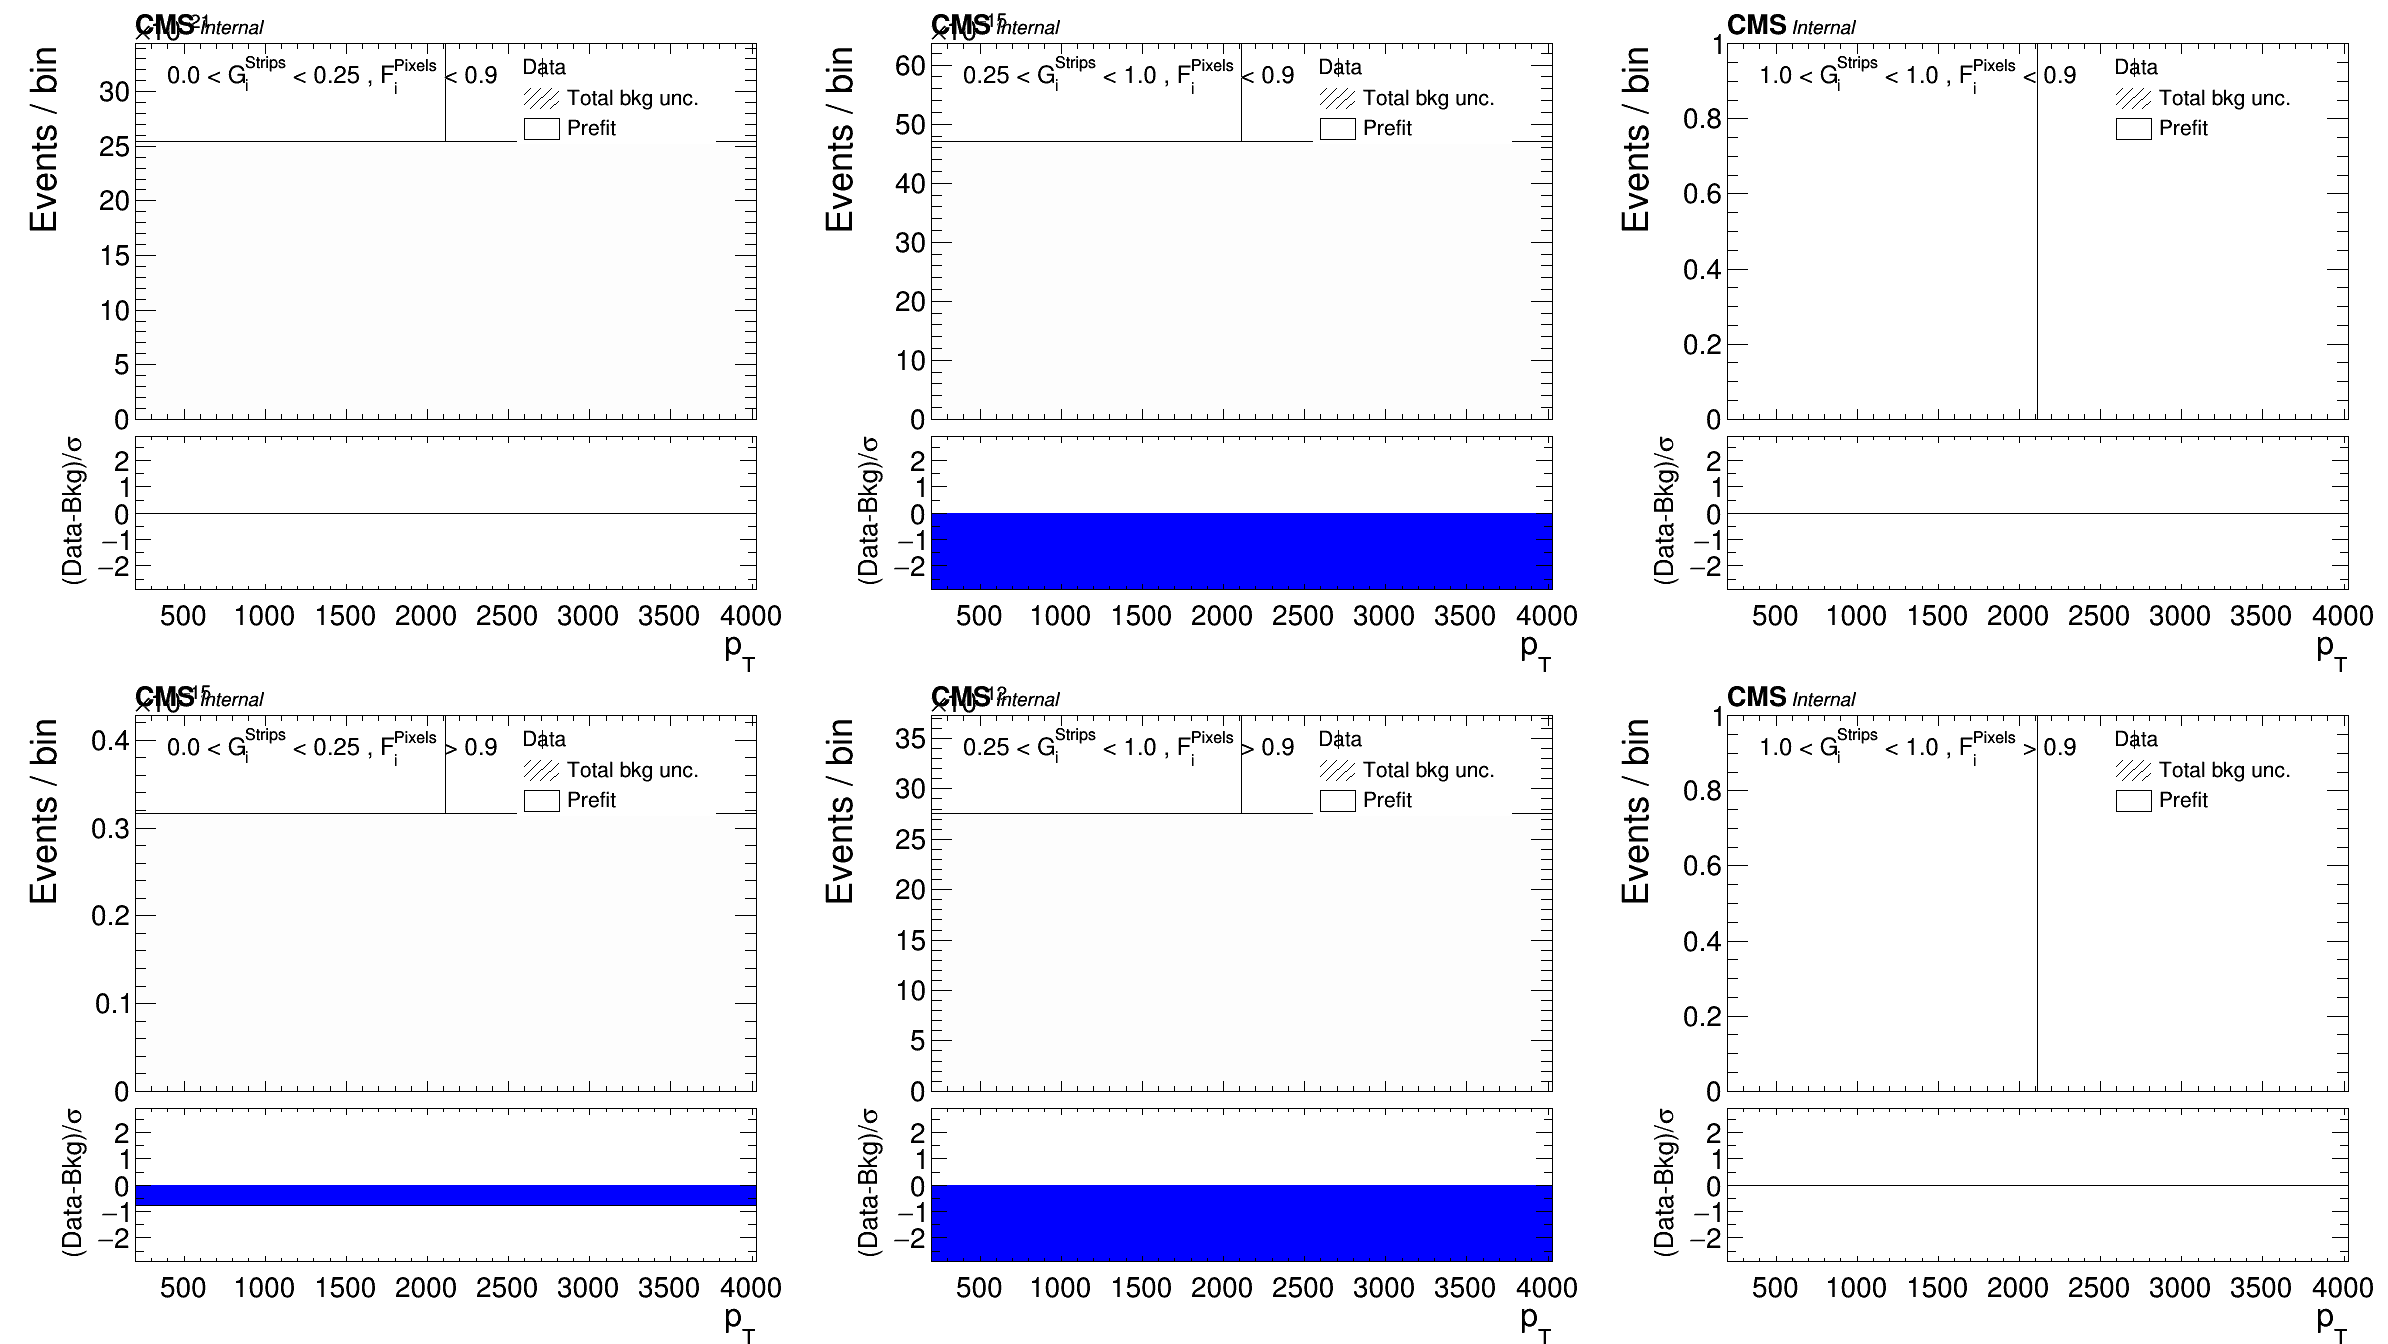 CMS Internal
Events / bin
0.0 < G_i^Strips < 0.25 , F_i^Pixels < 0.9
Data
Total bkg unc.
Prefit
30
25
20
15
10
5
0
(Data-Bkg)/σ
2
1
0
−1
−2
500 1000 1500 2000 2500 3000 3500 4000
p_T
CMS Internal
Events / bin
0.25 < G_i^Strips < 1.0 , F_i^Pixels < 0.9
Data
Total bkg unc.
Prefit
60
50
40
30
20
10
0
(Data-Bkg)/σ
2
1
0
−1
−2
500 1000 1500 2000 2500 3000 3500 4000
p_T
CMS Internal
Events / bin
1.0 < G_i^Strips < 1.0 , F_i^Pixels < 0.9
Data
Total bkg unc.
Prefit
1
0.8
0.6
0.4
0.2
0
(Data-Bkg)/σ
2
1
0
−1
−2
500 1000 1500 2000 2500 3000 3500 4000
p_T
CMS Internal
Events / bin
0.0 < G_i^Strips < 0.25 , F_i^Pixels > 0.9
Data
Total bkg unc.
Prefit
0.4
0.3
0.2
0.1
0
(Data-Bkg)/σ
2
1
0
−1
−2
500 1000 1500 2000 2500 3000 3500 4000
p_T
CMS Internal
Events / bin
0.25 < G_i^Strips < 1.0 , F_i^Pixels > 0.9
Data
Total bkg unc.
Prefit
35
30
25
20
15
10
5
0
(Data-Bkg)/σ
2
1
0
−1
−2
500 1000 1500 2000 2500 3000 3500 4000
p_T
CMS Internal
Events / bin
1.0 < G_i^Strips < 1.0 , F_i^Pixels > 0.9
Data
Total bkg unc.
Prefit
1
0.8
0.6
0.4
0.2
0
(Data-Bkg)/σ
2
1
0
−1
−2
500 1000 1500 2000 2500 3000 3500 4000
p_T